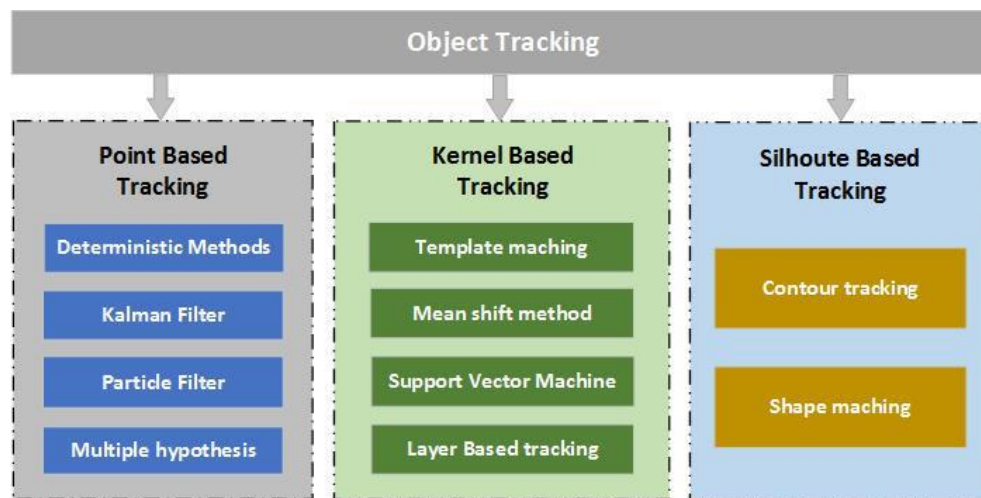 Object Tracking
Point Based
Tracking
Deterministic Methods
Kalman Filter
Particle Filter
Multiple hypothesis
Kernel Based
Tracking
Template maching
Mean shift method
Support Vector Machine
Layer Based tracking
Silhoute Based
Tracking
Contour tracking
Shape maching